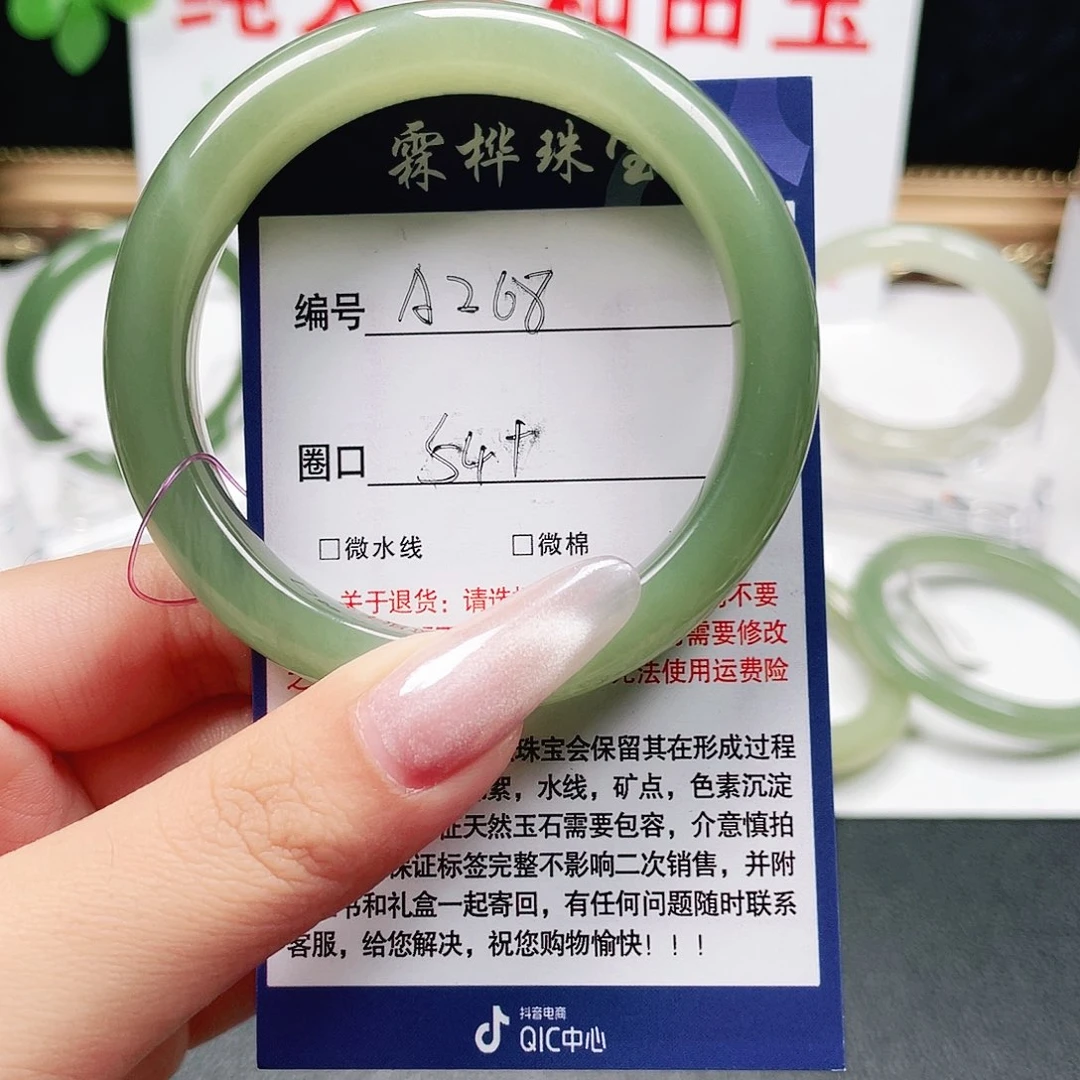 和田玉
霖桦珠宝
编号 A268
圈口 54+
□微水线 □微棉
关于退货：请选 不要
需要修改
法使用运费险
珠宝会保留其在形成过程
絮，水线，矿点，色素沉淀
天然玉石需要包容，介意慎拍
保证标签完整不影响二次销售，并附
书和礼盒一起寄回，有任何问题随时联系
客服，给您解决，祝您购物愉快！！！
抖音电商
QIC中心